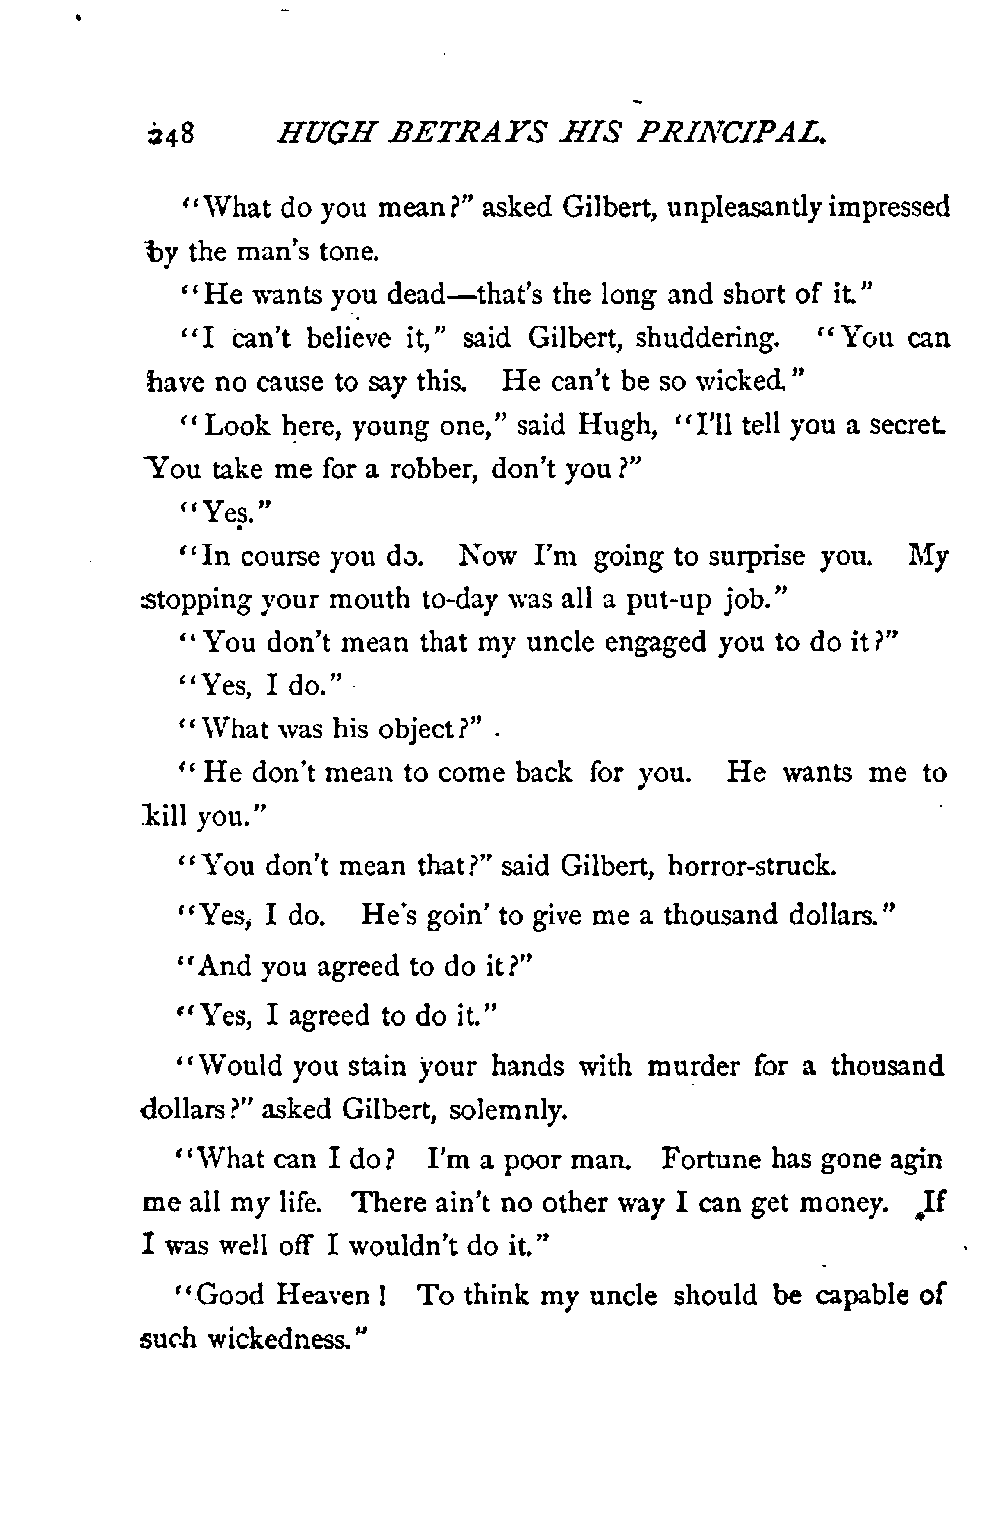 248 HUGH BETRAYS HIS PRINCIPAL.
"What do you mean?" asked Gilbert, unpleasantly impressed
by the man's tone.
"He wants you dead—that's the long and short of it."
"I can't believe it," said Gilbert, shuddering. "You can
have no cause to say this. He can't be so wicked."
"Look here, young one," said Hugh, "I'll tell you a secret.
You take me for a robber, don't you?"
"Yes."
"In course you do. Now I'm going to surprise you. My
stopping your mouth to-day was all a put-up job."
"You don't mean that my uncle engaged you to do it?"
"Yes, I do."
"What was his object?"
"He don't mean to come back for you. He wants me to
kill you."
"You don't mean that?" said Gilbert, horror-struck.
"Yes, I do. He's goin' to give me a thousand dollars."
"And you agreed to do it?"
"Yes, I agreed to do it."
"Would you stain your hands with murder for a thousand
dollars?" asked Gilbert, solemnly.
"What can I do? I'm a poor man. Fortune has gone agin
me all my life. There ain't no other way I can get money. If
I was well off I wouldn't do it."
"Good Heaven! To think my uncle should be capable of
such wickedness."